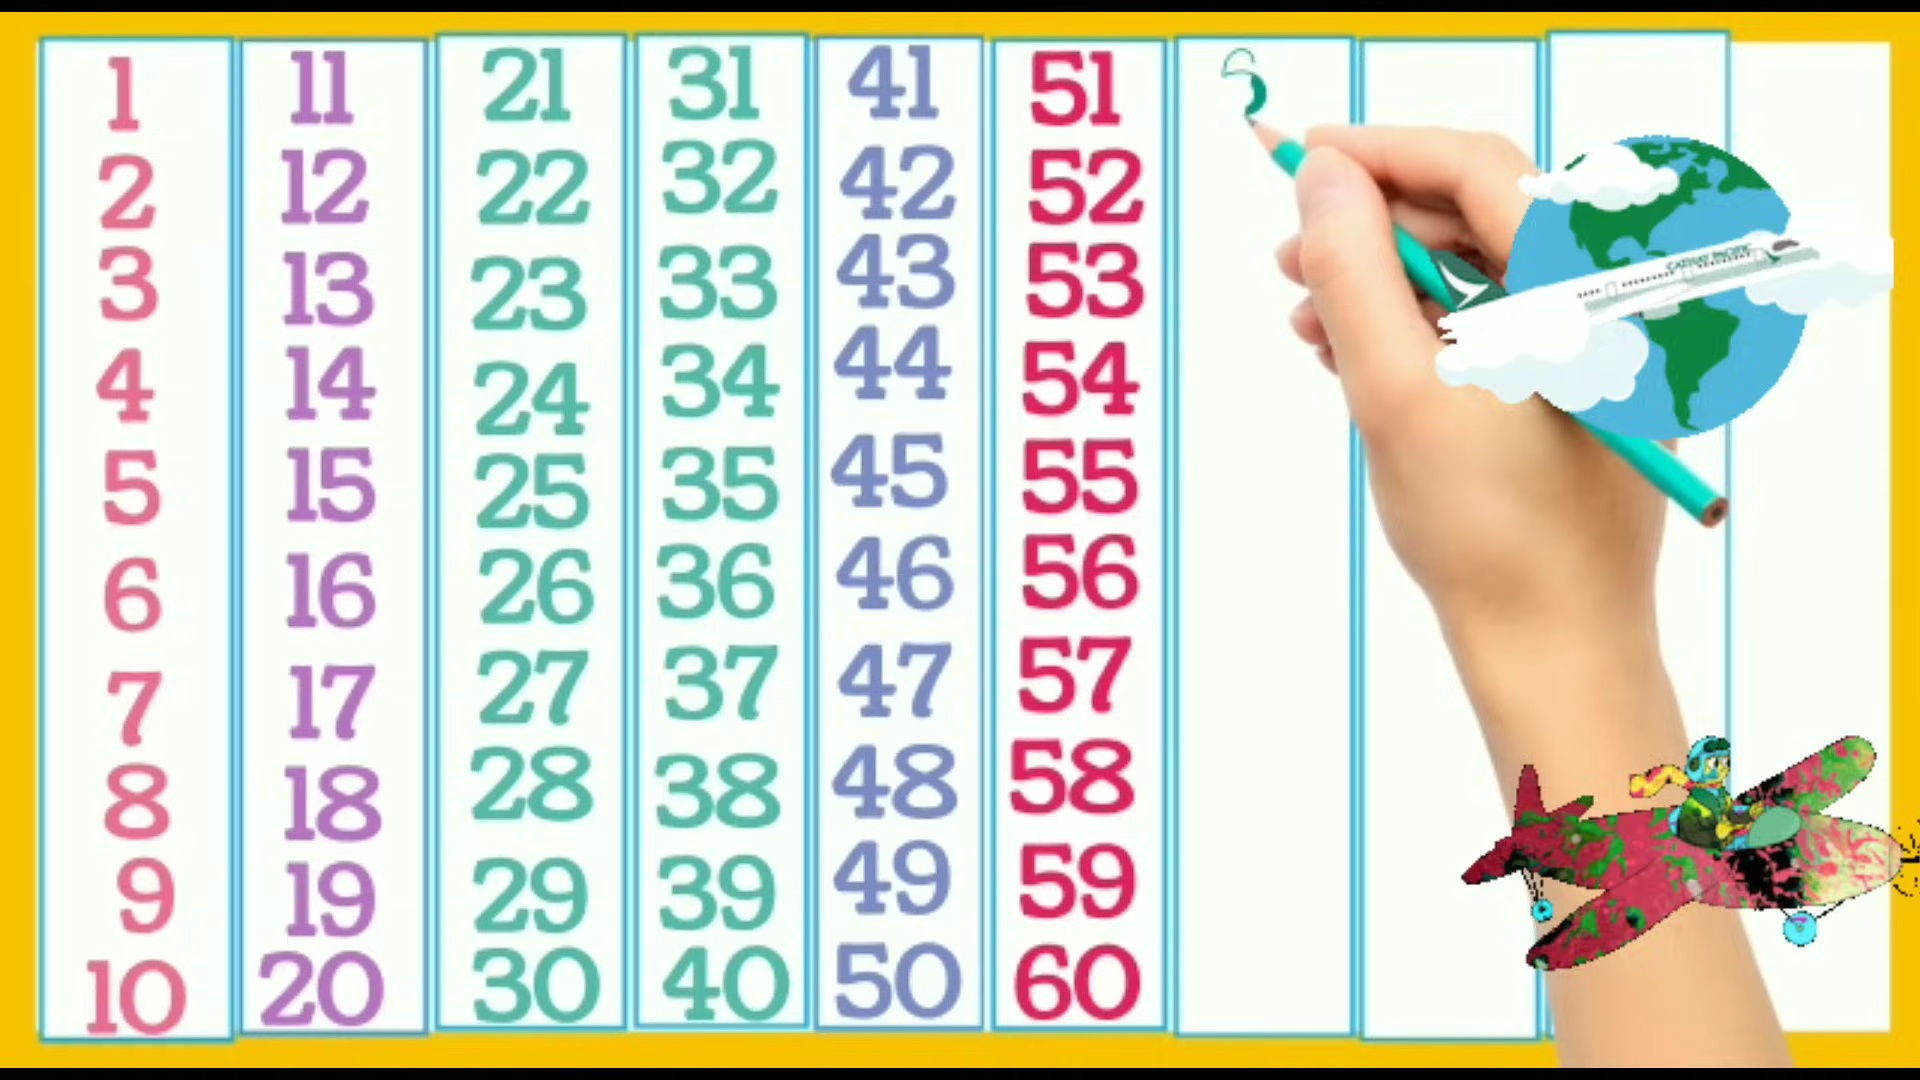 1 11 21 31 41 51
2 12 22 32 42 52
3 13 23 33 43 53
4 14 24 34 44 54
5 15 25 35 45 55
6 16 26 36 46 56
7 17 27 37 47 57
8 18 28 38 48 58
9 19 29 39 49 59
10 20 30 40 50 60
CATHAY PACIFIC